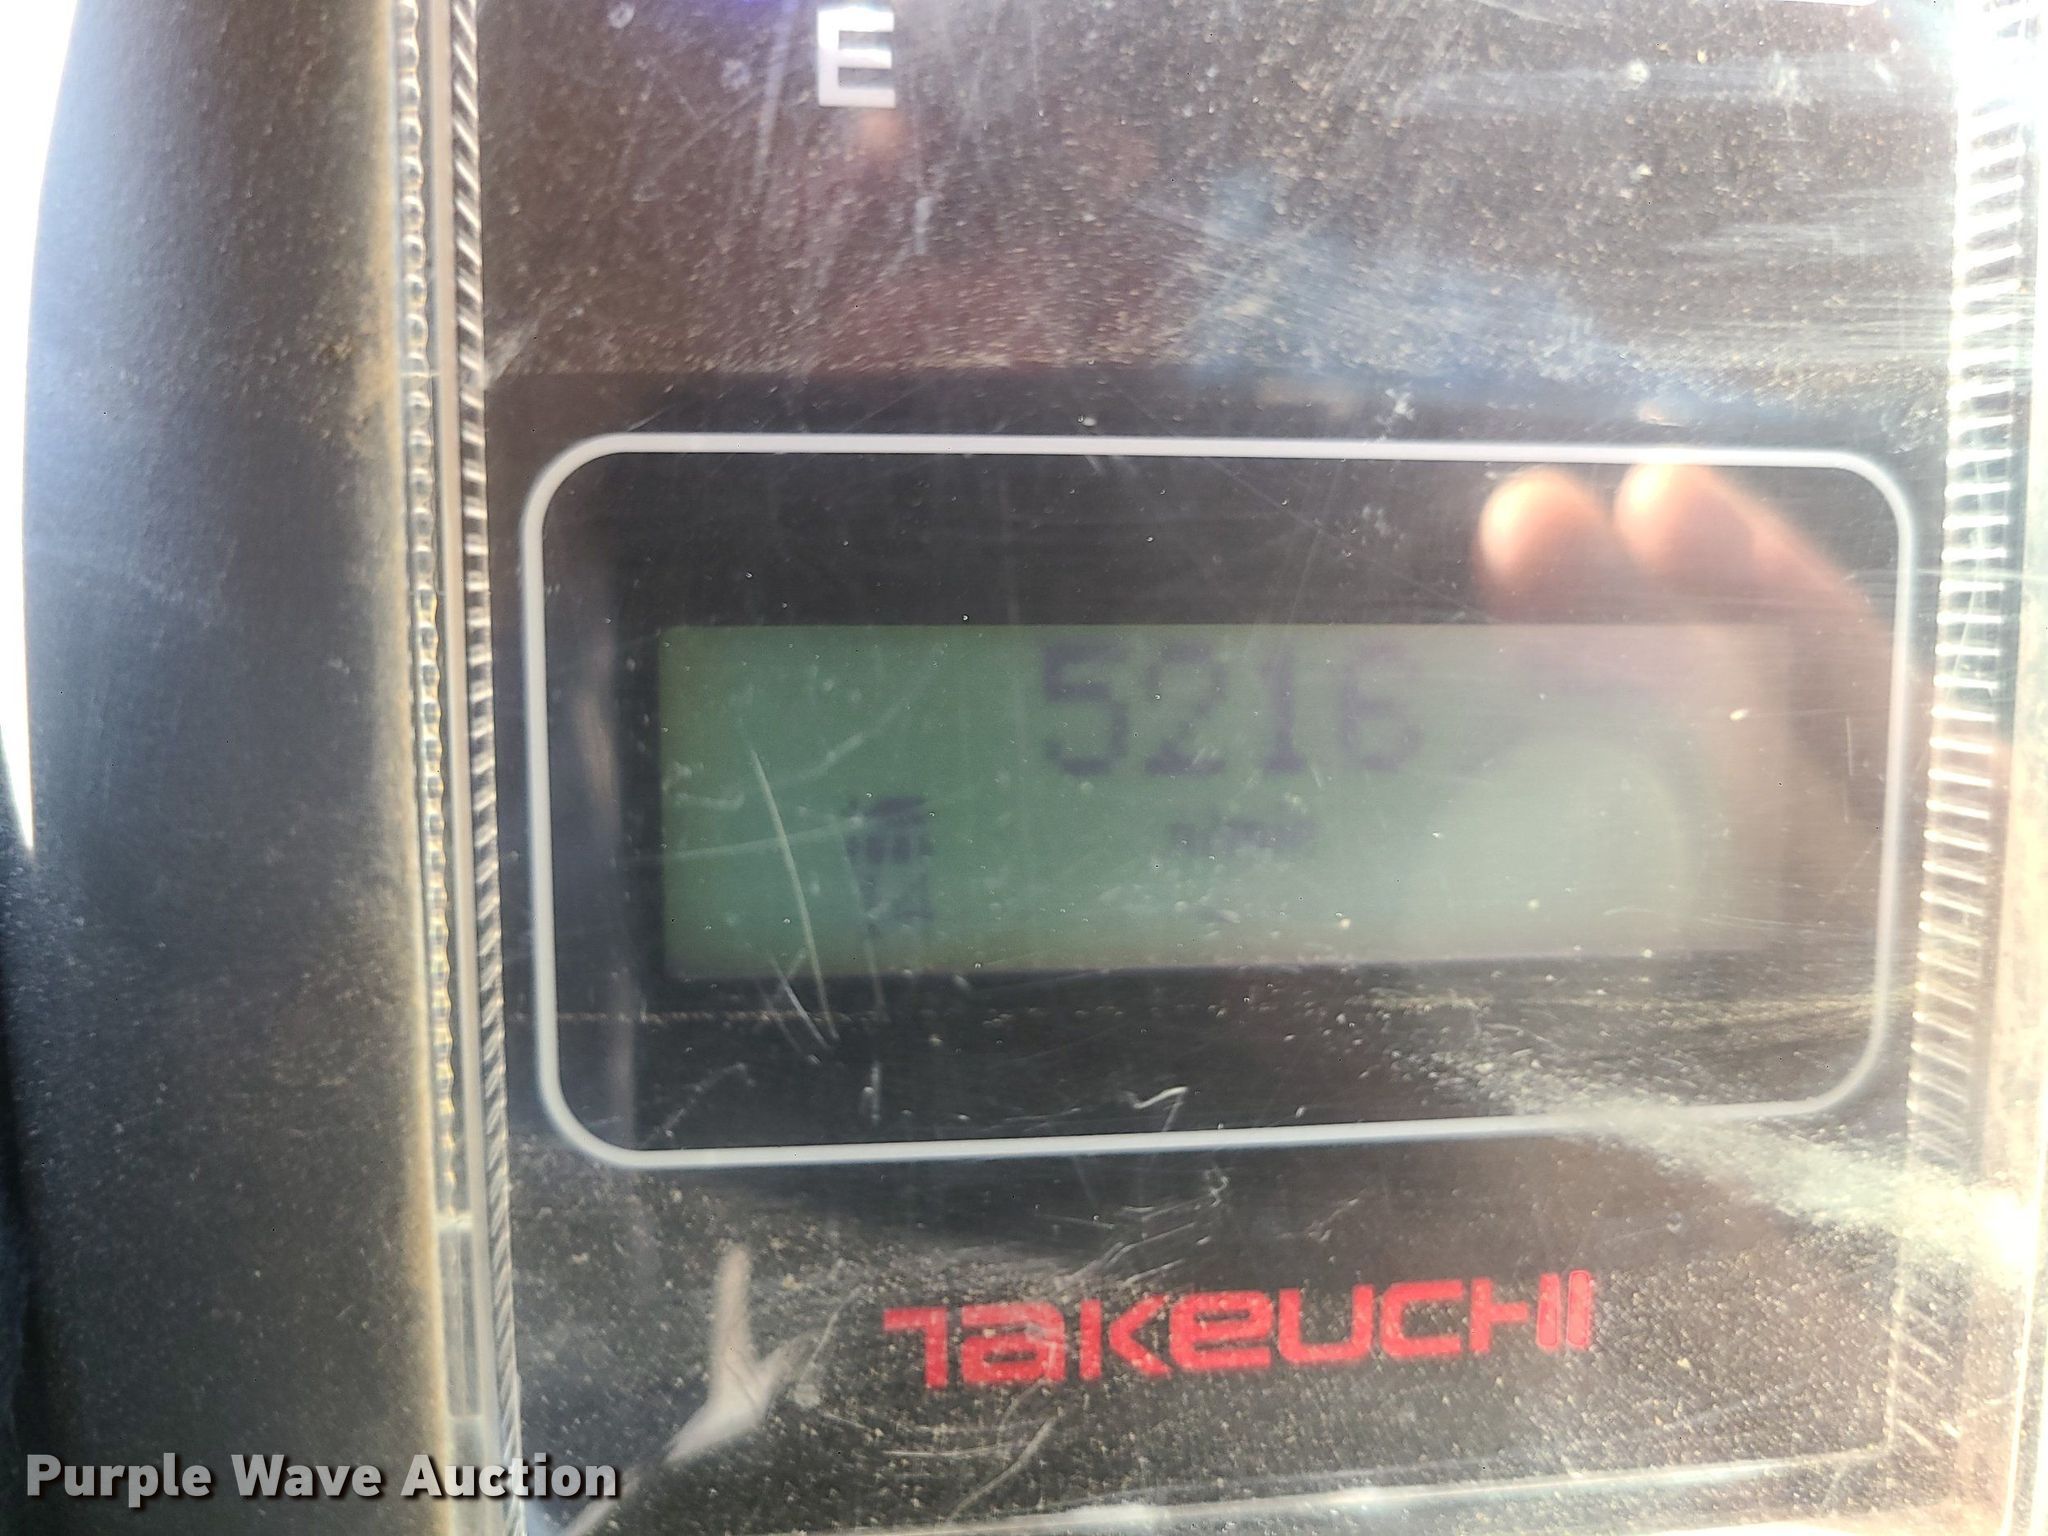 E
5216
TAKEUCHI
Purple Wave Auction